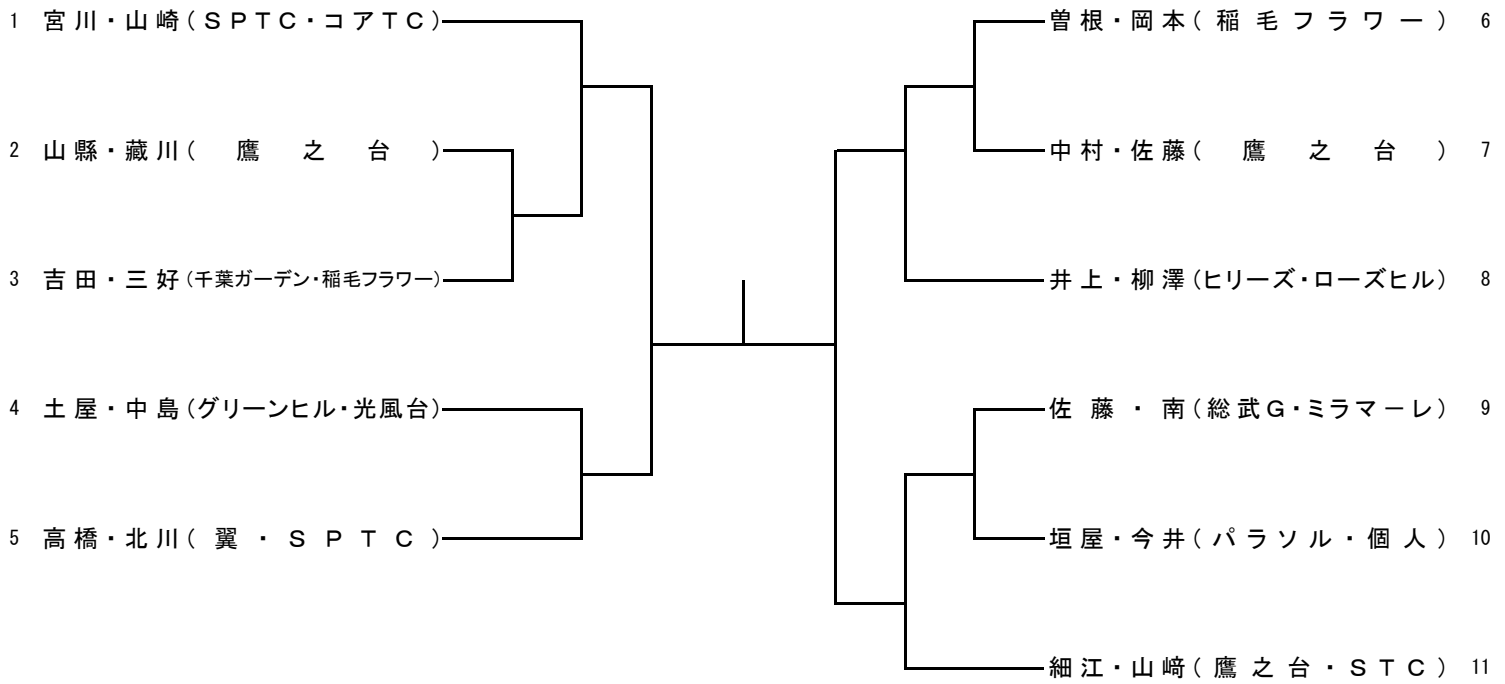 1 宮川・山崎(SPTC・コアTC)
2 山縣・藏川(鷹之台)
3 吉田・三好(千葉ガーデン・稲毛フラワー)
4 土屋・中島(グリーンヒル・光風台)
5 高橋・北川(翼・SPTC)
曽根・岡本(稲毛フラワー) 6
中村・佐藤(鷹之台) 7
井上・柳澤(ヒリーズ・ローズヒル) 8
佐藤・南(総武G・ミラマーレ) 9
垣屋・今井(パラソル・個人) 10
細江・山﨑(鷹之台・STC) 11